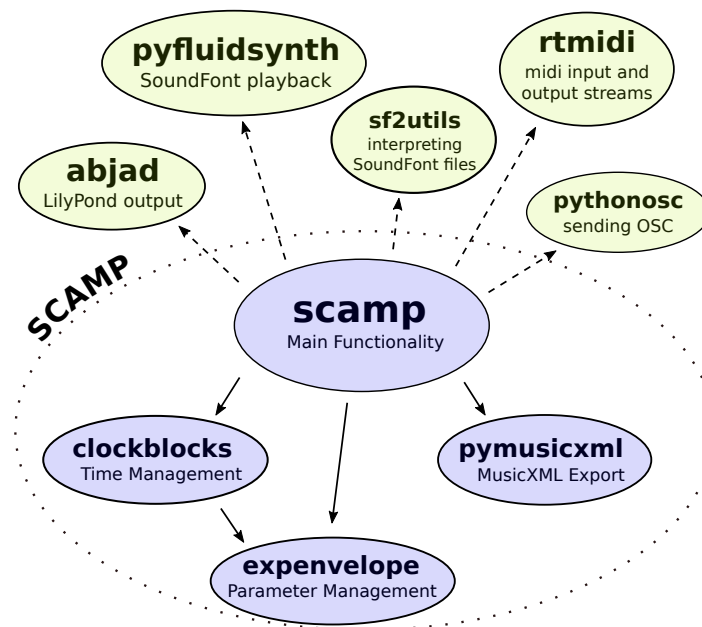 pyfluidsynth
SoundFont playback
rtmidi
midi input and
output streams
sf2utils
interpreting
SoundFont files
abjad
LilyPond output
pythonosc
sending OSC
SCAMP
scamp
Main Functionality
clockblocks
Time Management
pymusicxml
MusicXML Export
expenvelope
Parameter Management